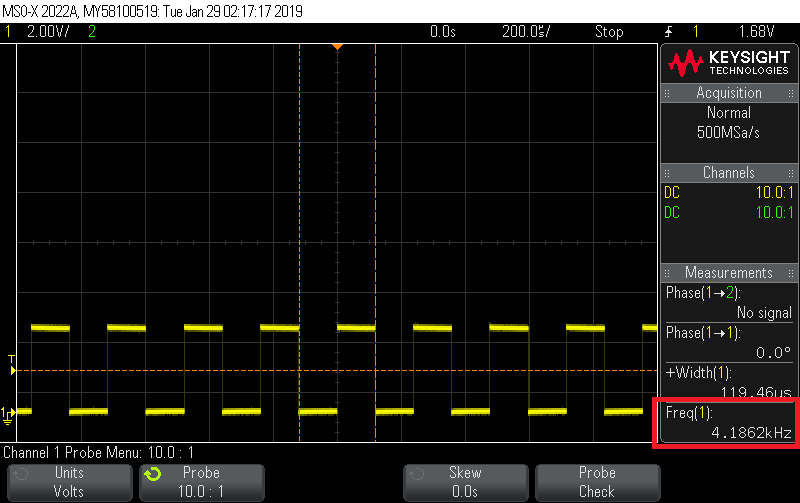 MSO-X 2022A, MY58100519: Tue Jan 29 02:17:17 2019
1 2.00V/ 2 0.0s 200.0㎲/ Stop 1 1.68V
KEYSIGHT
TECHNOLOGIES
Acquisition
Normal
500MSa/s
Channels
DC 10.0:1
DC 10.0:1
Measurements
Phase(1→2):
No signal
Phase(1→1):
0.0°
+Width(1):
119.46us
Freq(1):
4.1862kHz
T
1
Channel 1 Probe Menu: 10.0 : 1
Units
Volts
Probe
10.0 : 1
Skew
0.0s
Probe
Check